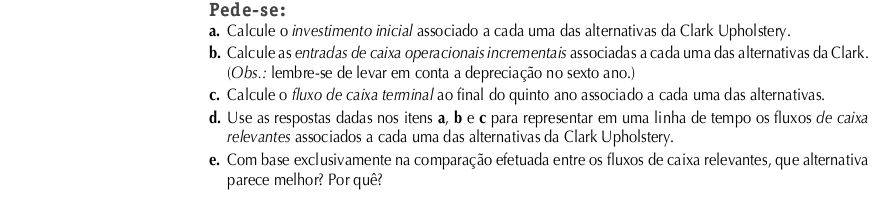 Pede-se:
a. Calcule o investimento inicial associado a cada uma das alternativas da Clark Upholstery.
b. Calcule as entradas de caixa operacionais incrementais associadas a cada uma das alternativas da Clark.
(Obs.: lembre-se de levar em conta a depreciação no sexto ano.)
c. Calcule o fluxo de caixa terminal ao final do quinto ano associado a cada uma das alternativas.
d. Use as respostas dadas nos itens a, b e c para representar em uma linha de tempo os fluxos de caixa
relevantes associados a cada uma das alternativas da Clark Upholstery.
e. Com base exclusivamente na comparação efetuada entre os fluxos de caixa relevantes, que alternativa
parece melhor? Por quê?